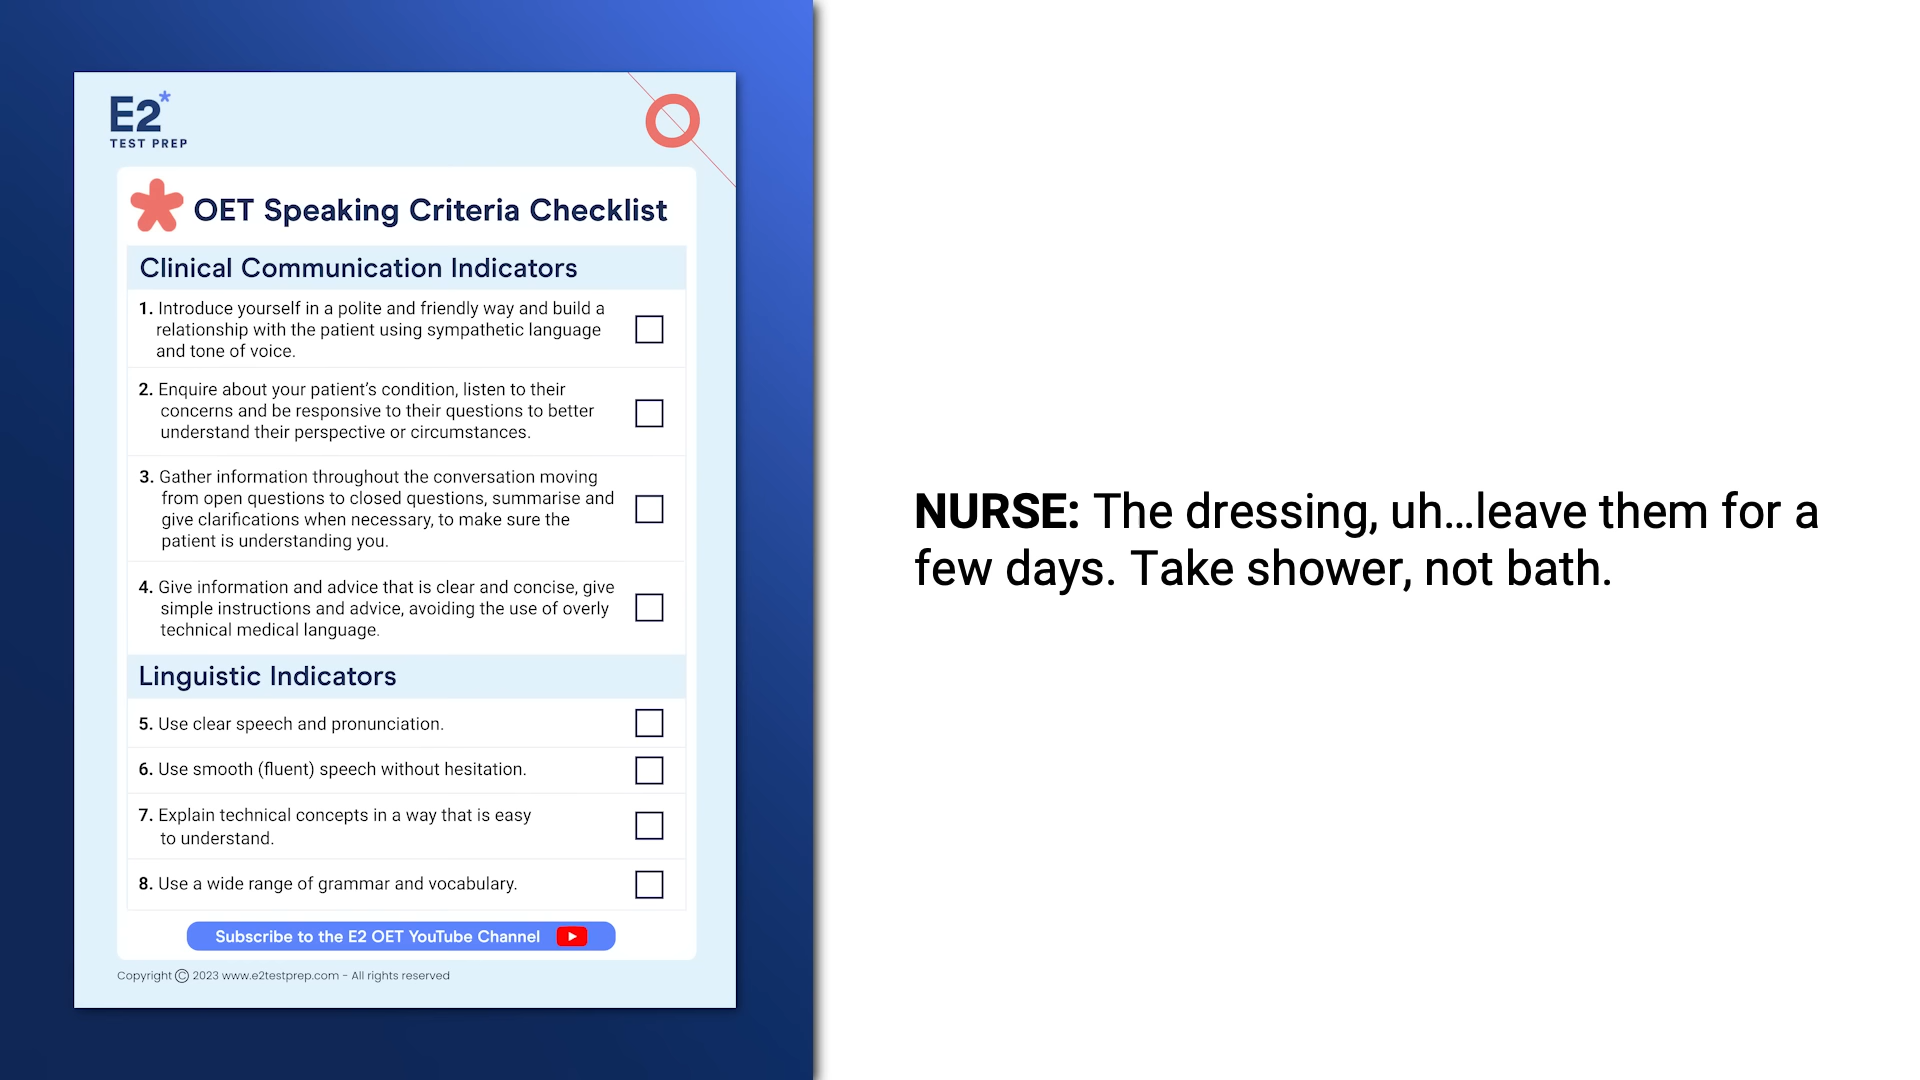 E2*
TEST PREP
OET Speaking Criteria Checklist
Clinical Communication Indicators
1. Introduce yourself in a polite and friendly way and build a
relationship with the patient using sympathetic language
and tone of voice.
2. Enquire about your patient's condition, listen to their
concerns and be responsive to their questions to better
understand their perspective or circumstances.
3. Gather information throughout the conversation moving
from open questions to closed questions, summarise and
give clarifications when necessary, to make sure the
patient is understanding you.
4. Give information and advice that is clear and concise, give
simple instructions and advice, avoiding the use of overly
technical medical language.
Linguistic Indicators
5. Use clear speech and pronunciation.
6. Use smooth (fluent) speech without hesitation.
7. Explain technical concepts in a way that is easy
to understand.
8. Use a wide range of grammar and vocabulary.
Subscribe to the E2 OET YouTube Channel
Copyright © 2023 www.e2testprep.com - All rights reserved
NURSE: The dressing, uh...leave them for a
few days. Take shower, not bath.